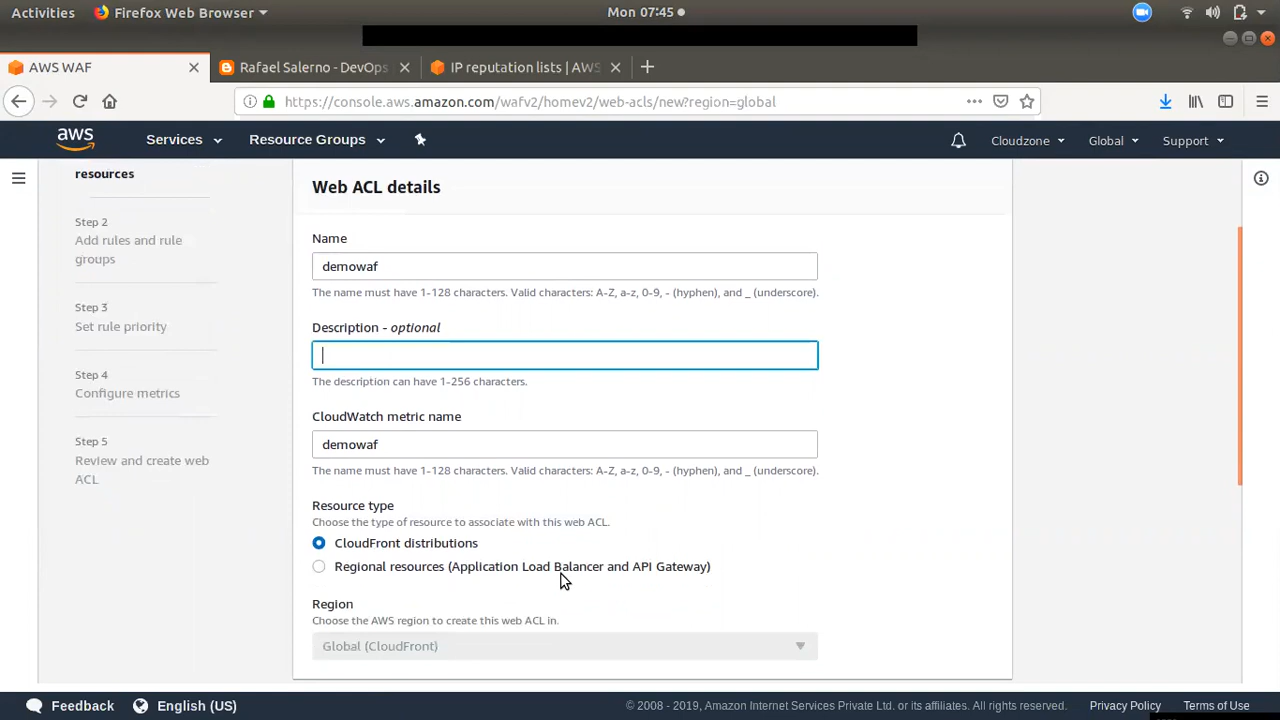 Activities Firefox Web Browser Mon 07:45
AWS WAF Rafael Salerno - DevOps IP reputation lists | AWS
https://console.aws.amazon.com/wafv2/homev2/web-acls/new?region=global
aws Services Resource Groups Cloudzone Global Support
resources
Step 2
Add rules and rule
groups
Step 3
Set rule priority
Step 4
Configure metrics
Step 5
Review and create web
ACL
Web ACL details
Name
demowaf
The name must have 1-128 characters. Valid characters: A-Z, a-z, 0-9, - (hyphen), and _ (underscore).
Description - optional
The description can have 1-256 characters.
CloudWatch metric name
demowaf
The name must have 1-128 characters. Valid characters: A-Z, a-z, 0-9, - (hyphen), and _ (underscore).
Resource type
Choose the type of resource to associate with this web ACL.
CloudFront distributions
Regional resources (Application Load Balancer and API Gateway)
Region
Choose the AWS region to create this web ACL in.
Global (CloudFront)
Feedback English (US) © 2008 - 2019, Amazon Internet Services Private Ltd. or its affiliates. All rights reserved. Privacy Policy Terms of Use